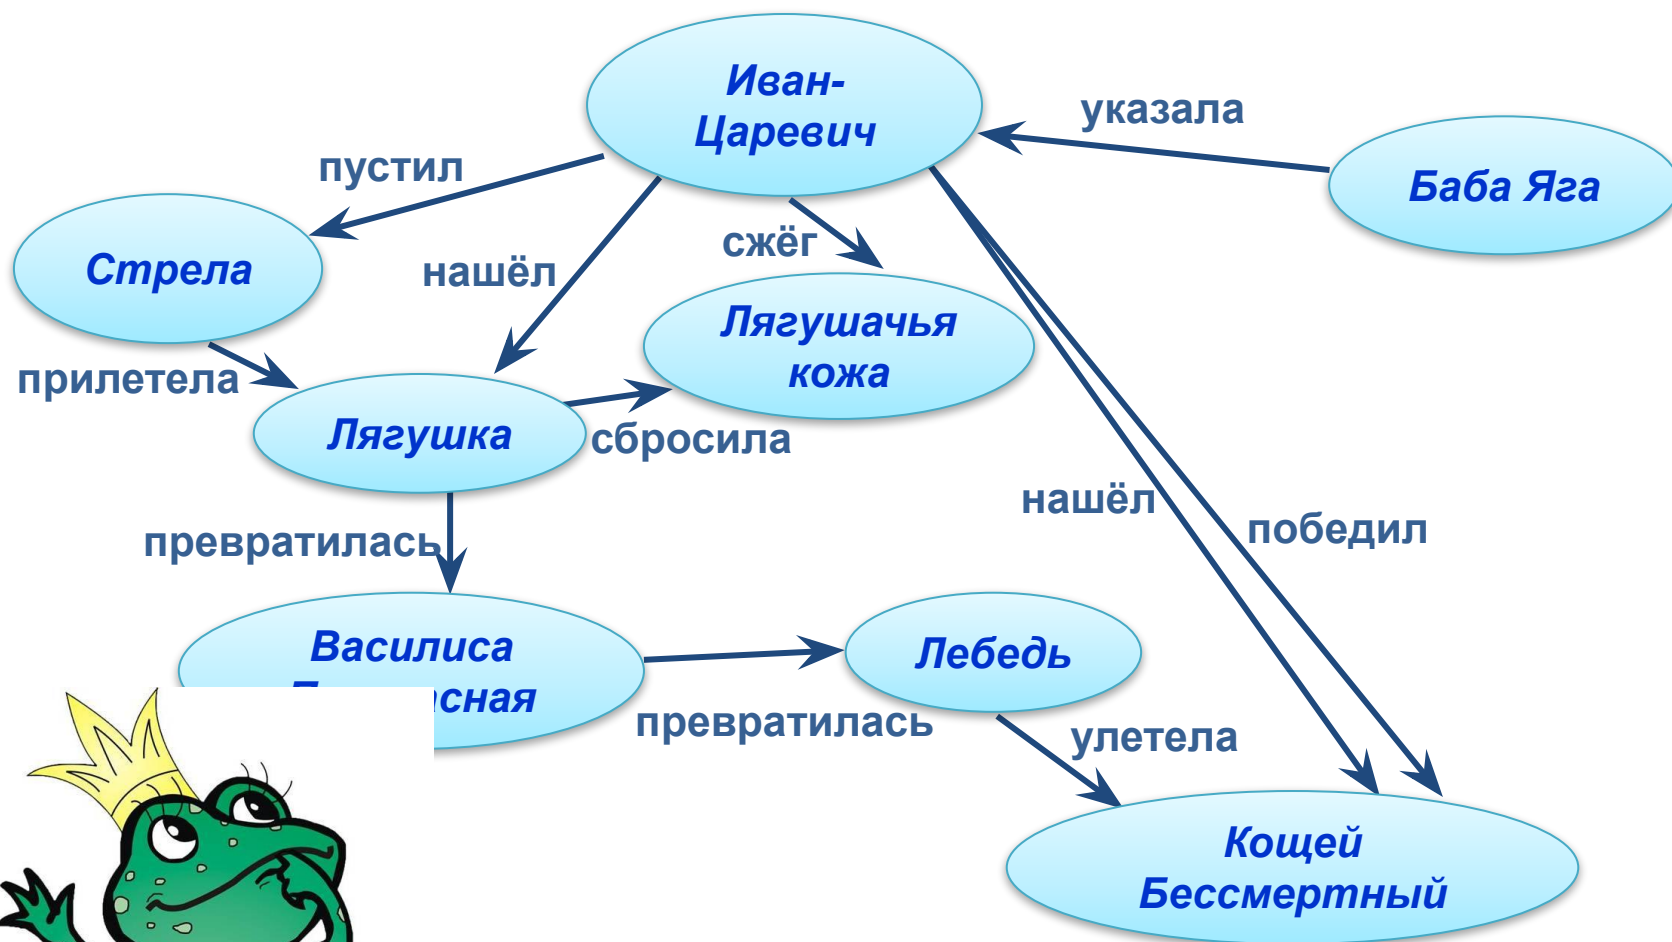 Иван-
Царевич
указала
Баба Яга
пустил
Стрела
нашёл
сжёг
Лягушачья
кожа
прилетела
Лягушка
сбросила
нашёл
победил
превратилась
Василиса
сная
Лебедь
превратилась
улетела
Кощей
Бессмертный